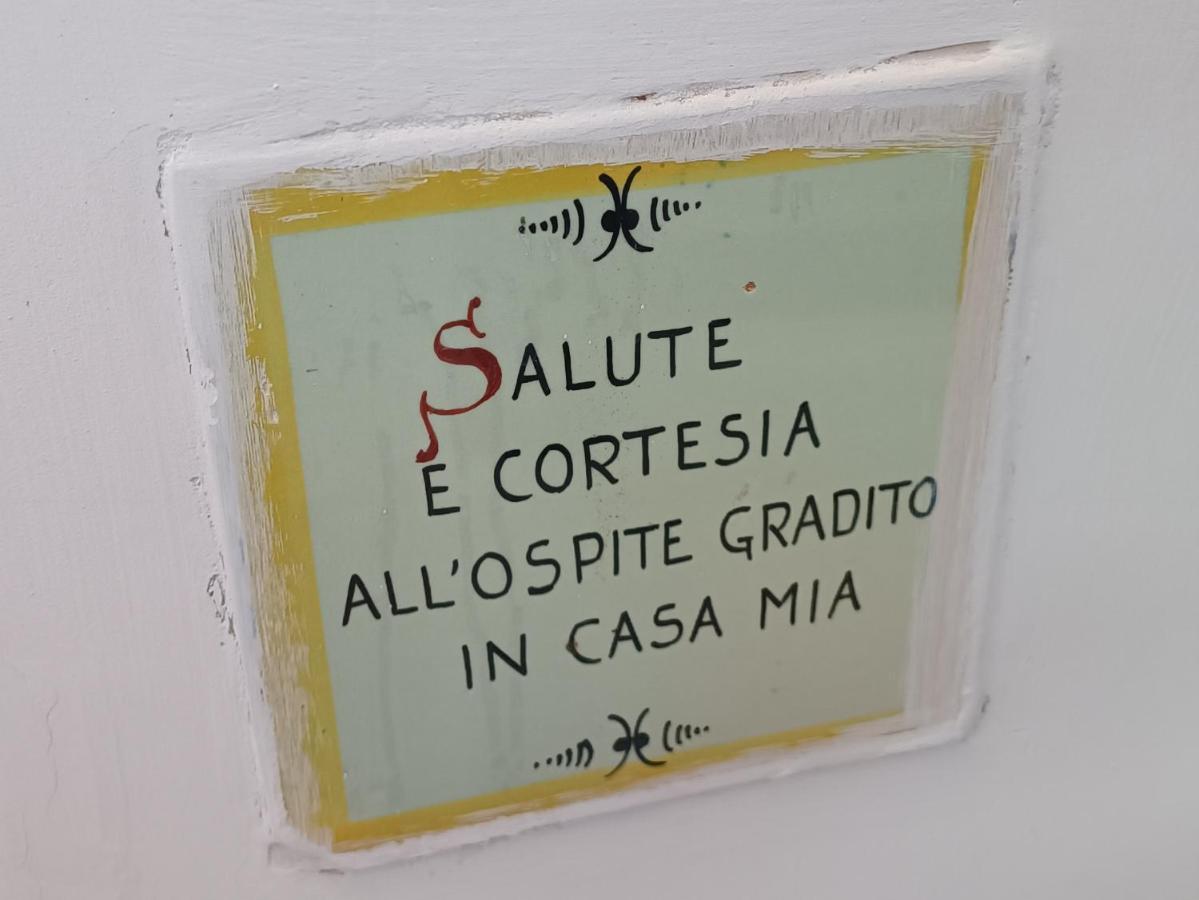 SALUTE
E CORTESIA
ALL'OSPITE GRADITO
IN CASA MIA